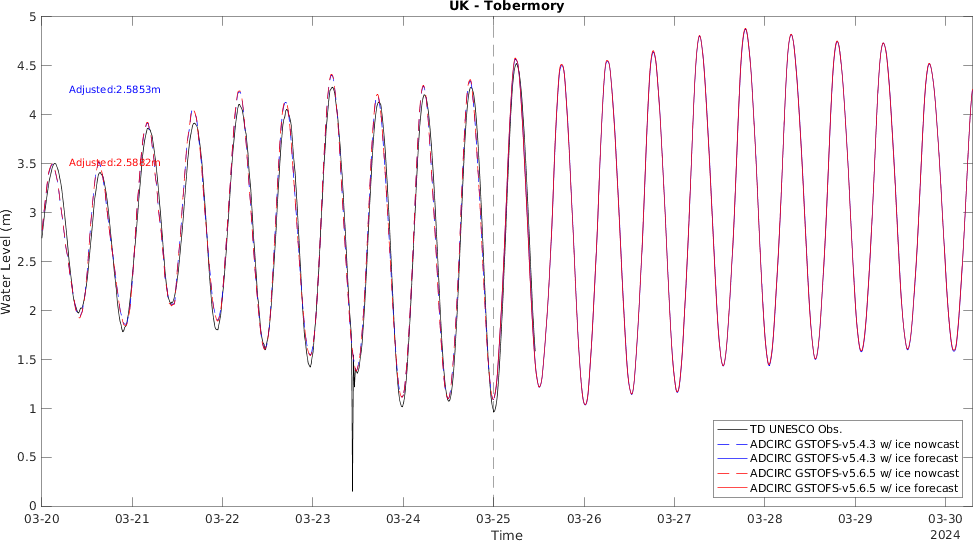 UK - Tobermory
5
4.5
4
3.5
3
2.5
2
1.5
1
0.5
0
Water Level (m)
Adjusted:2.5853m
Adjusted:2.5882m
TD UNESCO Obs.
ADCIRC GSTOFS-v5.4.3 w/ ice nowcast
ADCIRC GSTOFS-v5.4.3 w/ ice forecast
ADCIRC GSTOFS-v5.6.5 w/ ice nowcast
ADCIRC GSTOFS-v5.6.5 w/ ice forecast
03-20 03-21 03-22 03-23 03-24 03-25 03-26 03-27 03-28 03-29 03-30
2024
Time